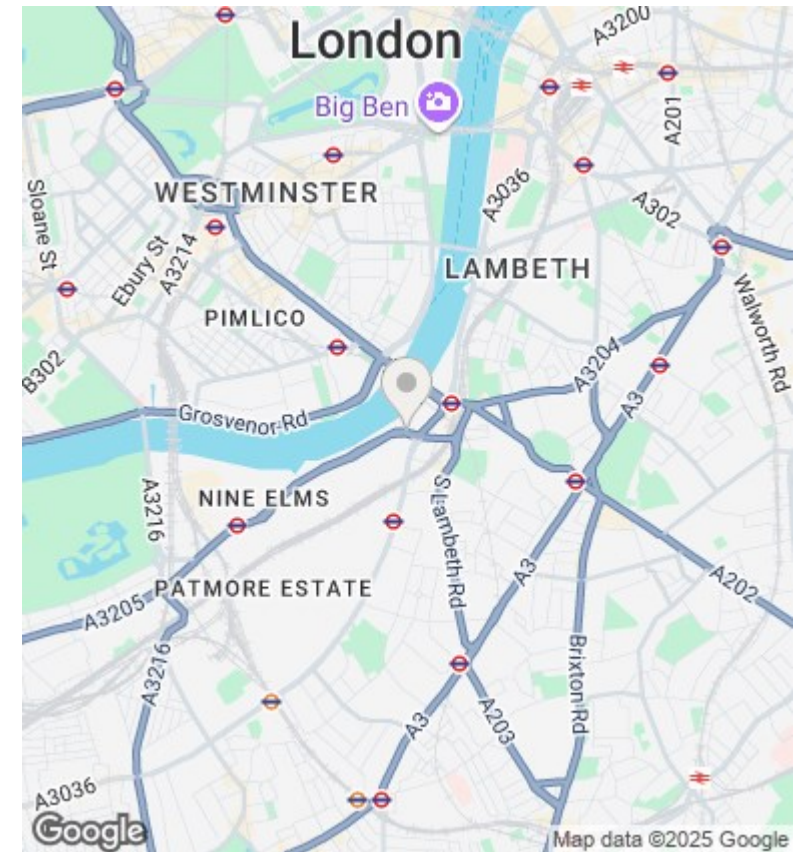 London
A3200
Big Ben
A201
Sloane St
WESTMINSTER
A3036
A302
Ebury St
A3214
LAMBETH
Walworth Rd
PIMLICO
B302
A3204
A3
Grosvenor Rd
A3216
NINE ELMS
S Lambeth Rd
A3
A202
PATMORE ESTATE
A3205
A3216
Brixton Rd
A3
A203
A3036
Google
Map data ©2025 Google